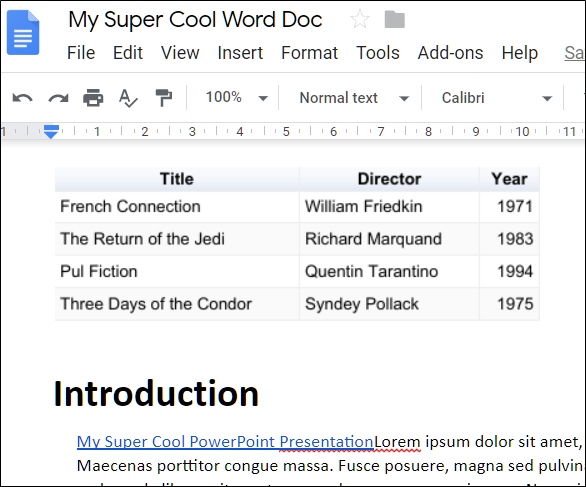 My Super Cool Word Doc
File Edit View Insert Format Tools Add-ons Help Sa
100% Normal text Calibri
1 1 2 3 4 5 6 7 8 9 10 11
Title Director Year
French Connection William Friedkin 1971
The Return of the Jedi Richard Marquand 1983
Pul Fiction Quentin Tarantino 1994
Three Days of the Condor Syndey Pollack 1975
Introduction
My Super Cool PowerPoint PresentationLorem ipsum dolor sit amet,
Maecenas porttitor congue massa. Fusce posuere, magna sed pulvina